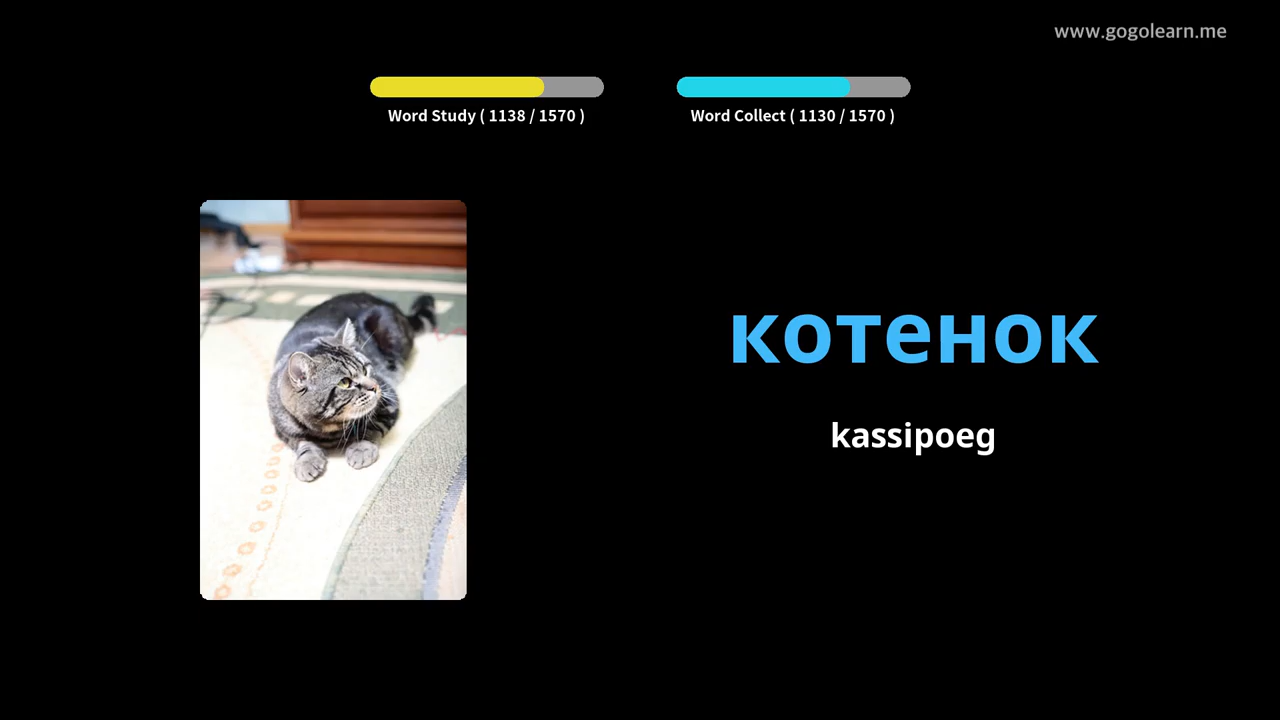 www.gogolearn.me
Word Study ( 1138 / 1570 )
Word Collect ( 1130 / 1570 )
котенок
kassipoeg